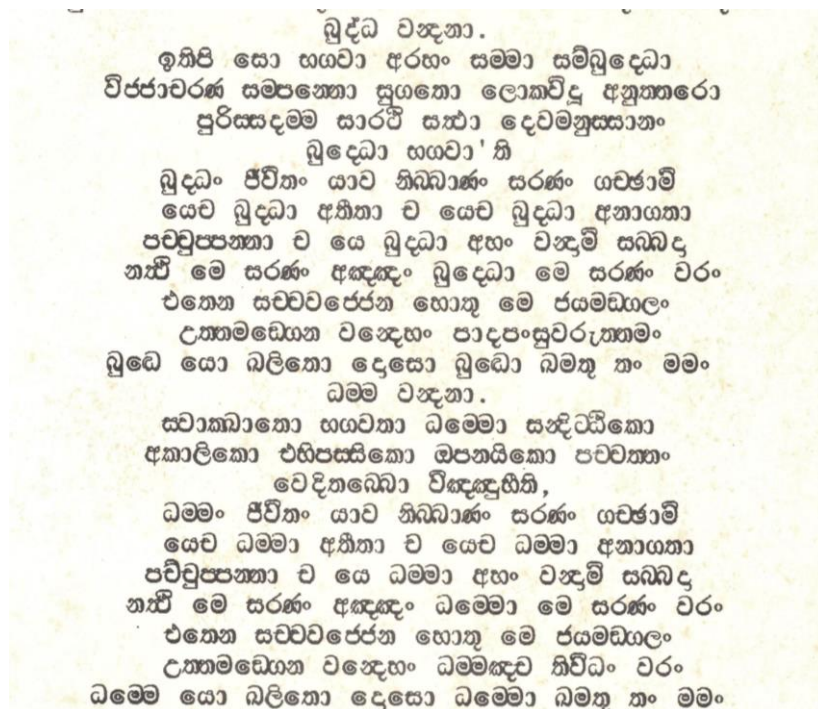 බුද්ධ වන්‍දනා.
ඉතිපි සො භගවා අරහං සම්මා සම්බුද්‍ධො
විජ්ජාචරණ සම්පන්නො සුගතො ලොකවිදූ අනුත්තරො
පුරිස්සදම්ම සාරථි සත්‍ථා දෙවමනුස්සානං
බුද්‍ධො භගවා'ති
බුද්‍ධං ජීවිතං යාව නිබ්බාණං සරණං ගච්ඡාමි
යෙච බුද්‍ධා අතීතා ච යෙච බුද්‍ධා අනාගතා
පච්චුප්පන්නා ච යෙ බුද්‍ධා අහං වන්‍දාමි සබ්බදා
නත්‍ථි මෙ සරණං අඤ්ඤං බුද්‍ධො මෙ සරණං වරං
එතෙන සච්චවජ්ජෙන හොතු මෙ ජයමඞ්ගලං
උත්තමඞ්ගෙන වන්‍දෙහං පාදපංසුවරුත්තමං
බුද්‍ධෙ යො ඛලිතො දොසො බුද්‍ධො ඛමතු තං මමං
ධම්ම වන්‍දනා.
ස්වාක්ඛාතො භගවතා ධම්මො සන්‍දිට්ඨිකො
අකාලිකො එහිපස්සිකො ඔපනයිකො පච්චත්තං
වෙදිතබ්බො විඤ්ඤුභීති,
ධම්මං ජීවිතං යාව නිබ්බාණං සරණං ගච්ඡාමි
යෙච ධම්මා අතීතා ච යෙච ධම්මා අනාගතා
පච්චුප්පන්නා ච යෙ ධම්මා අහං වන්‍දාමි සබ්බදා
නත්‍ථි මෙ සරණං අඤ්ඤං ධම්මො මෙ සරණං වරං
එතෙන සච්චවජ්ජෙන හොතු මෙ ජයමඞ්ගලං
උත්තමඞ්ගෙන වන්‍දෙහං ධම්මඤ්ච තිවිධං වරං
ධම්මෙ යො ඛලිතො දොසො ධම්මො ඛමතු තං මමං